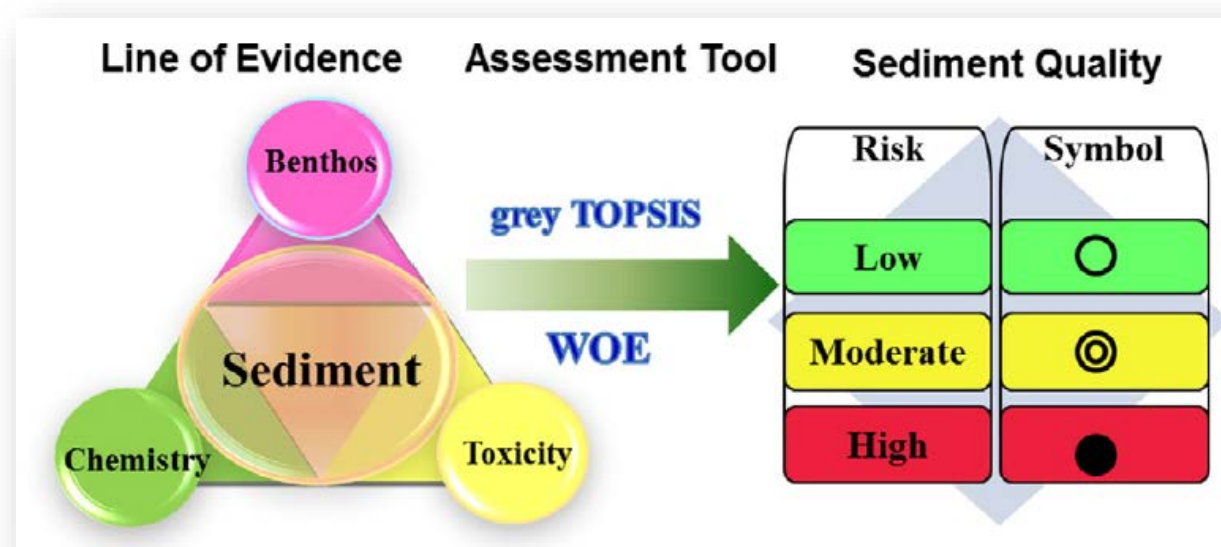 Line of Evidence
Assessment Tool
Sediment Quality
Benthos
Sediment
Chemistry
Toxicity
grey TOPSIS
WOE
Risk
Symbol
Low
Moderate
High